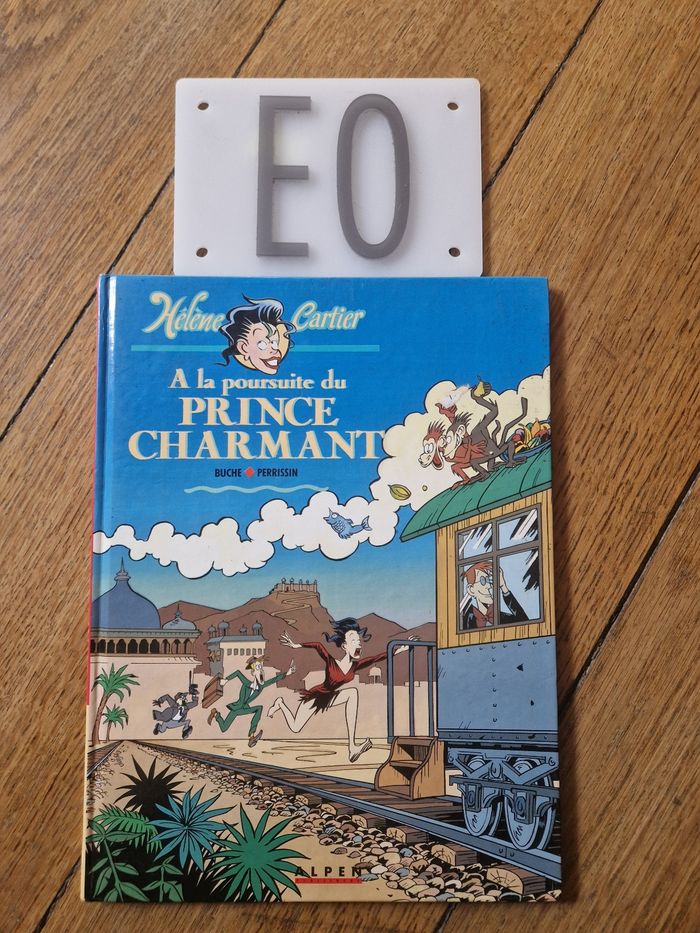 EO
Hélène Cartier
A la poursuite du
PRINCE
CHARMANT
BUCHE PERRISSIN
ALPEN